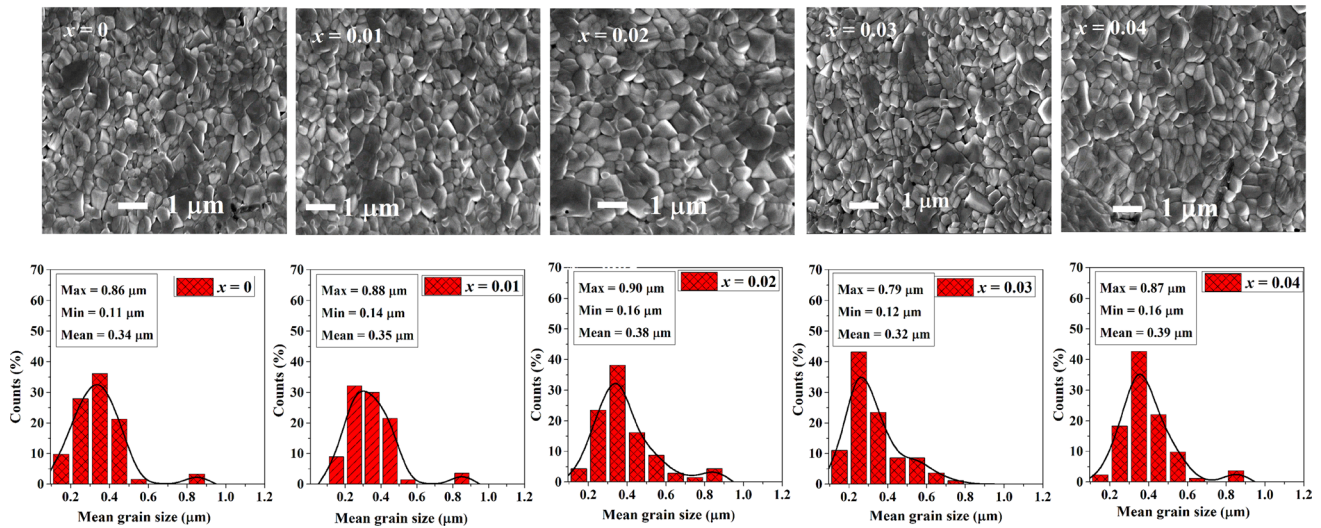 x = 0
x = 0.01
x = 0.02
x = 0.03
x = 0.04
1 μm
1 μm
1 μm
1 μm
1 μm
70
60
50
40
30
20
10
0
Counts (%)
Max = 0.86 μm
Min = 0.11 μm
Mean = 0.34 μm
x = 0
0.2 0.4 0.6 0.8 1.0 1.2
Mean grain size (μm)
70
60
50
40
30
20
10
0
Counts (%)
Max = 0.88 μm
Min = 0.14 μm
Mean = 0.35 μm
x = 0.01
0.2 0.4 0.6 0.8 1.0 1.2
Mean grain size (μm)
70
60
50
40
30
20
10
0
Counts (%)
Max = 0.90 μm
Min = 0.16 μm
Mean = 0.38 μm
x = 0.02
0.2 0.4 0.6 0.8 1.0 1.2
Mean grain size (μm)
70
60
50
40
30
20
10
0
Counts (%)
Max = 0.79 μm
Min = 0.12 μm
Mean = 0.32 μm
x = 0.03
0.2 0.4 0.6 0.8 1.0 1.2
Mean grain size (μm)
70
60
50
40
30
20
10
0
Counts (%)
Max = 0.87 μm
Min = 0.16 μm
Mean = 0.39 μm
x = 0.04
0.2 0.4 0.6 0.8 1.0 1.2
Mean grain size (μm)